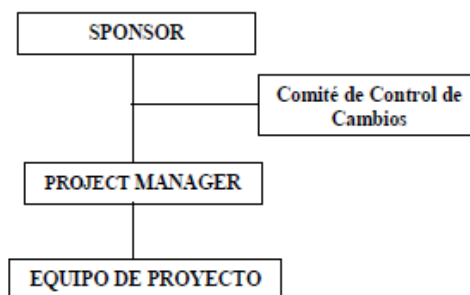 SPONSOR
Comité de Control de
Cambios
PROJECT MANAGER
EQUIPO DE PROYECTO